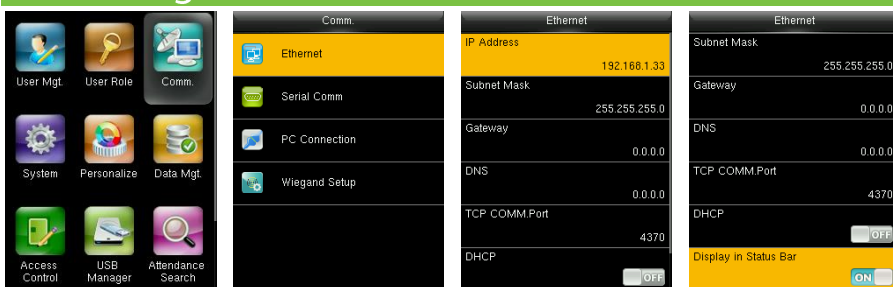 User Mgt.
User Role
Comm.
System
Personalize
Data Mgt.
Access
Control
USB
Manager
Attendance
Search
Comm.
Ethernet
Serial Comm
PC Connection
Wiegand Setup
Ethernet
IP Address
192.168.1.33
Subnet Mask
255.255.255.0
Gateway
0.0.0.0
DNS
0.0.0.0
TCP COMM.Port
4370
DHCP
OFF
Ethernet
Subnet Mask
255.255.255.0
Gateway
0.0.0.0
DNS
0.0.0.0
TCP COMM.Port
4370
DHCP
OFF
Display in Status Bar
ON